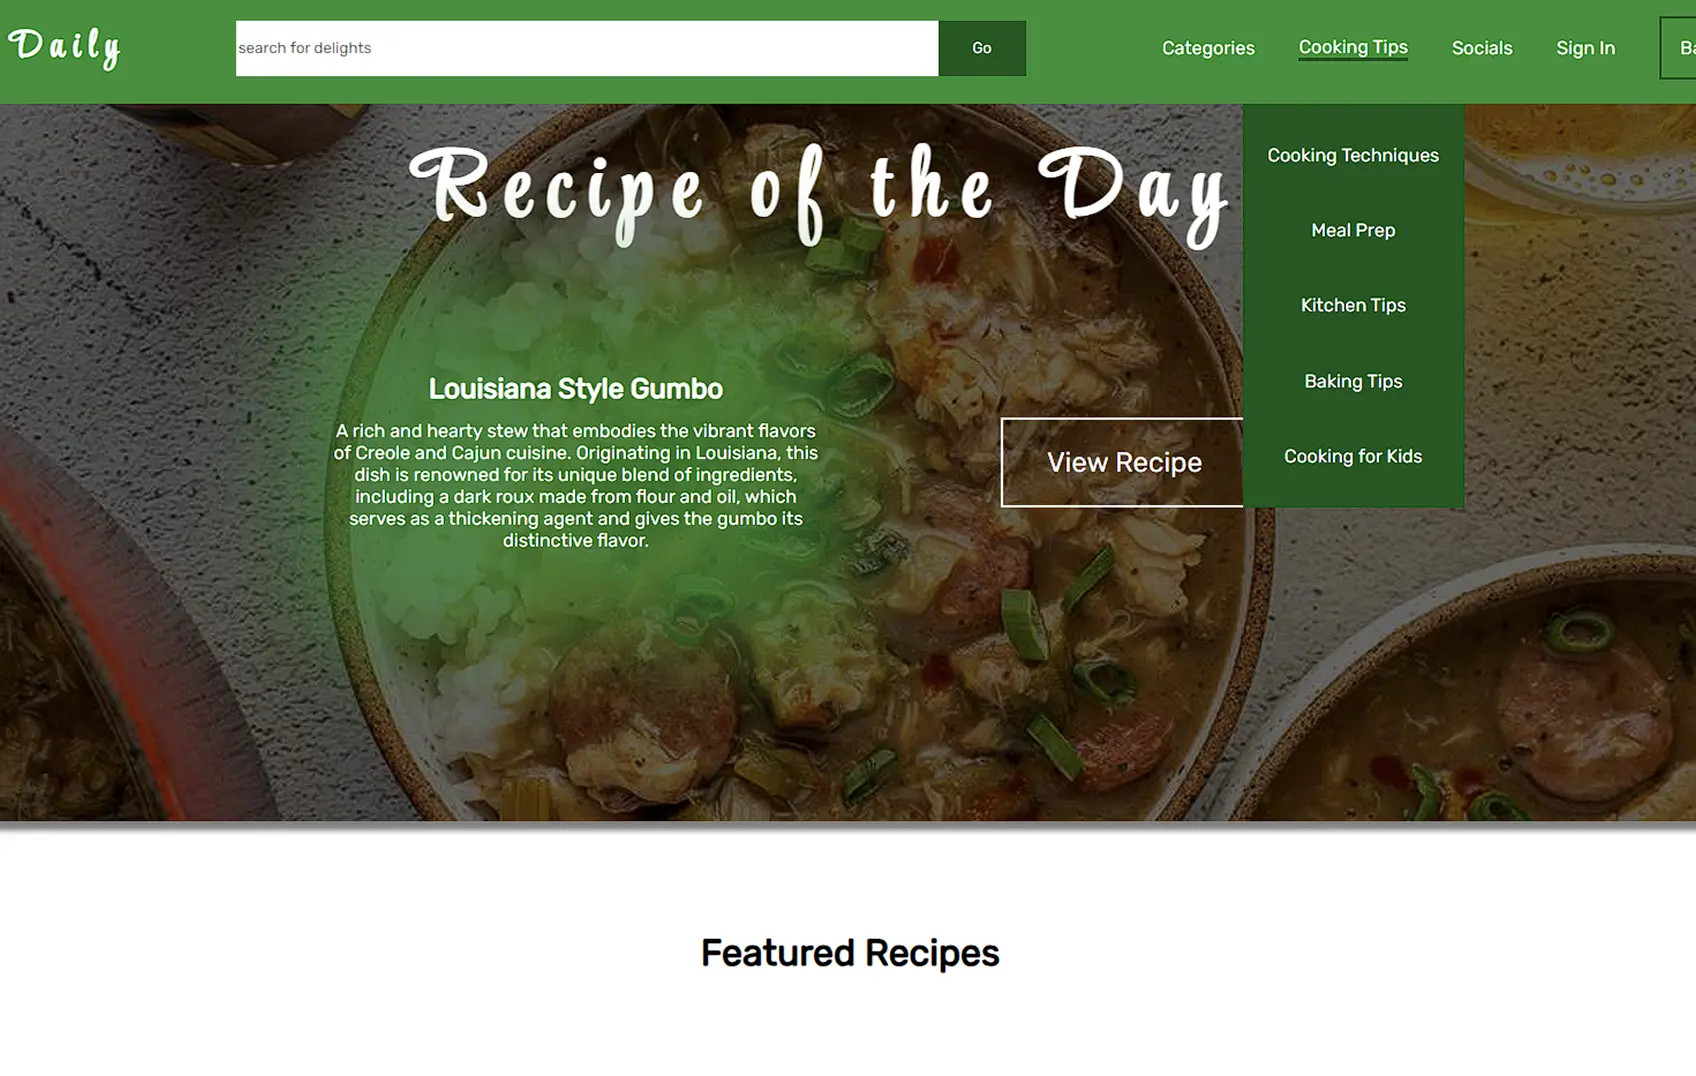 Daily
search for delights
Go
Categories
Cooking Tips
Socials
Sign In
Cooking Techniques
Meal Prep
Kitchen Tips
Baking Tips
Cooking for Kids
Recipe of the Day
Louisiana Style Gumbo
A rich and hearty stew that embodies the vibrant flavors
of Creole and Cajun cuisine. Originating in Louisiana, this
dish is renowned for its unique blend of ingredients,
including a dark roux made from flour and oil, which
serves as a thickening agent and gives the gumbo its
distinctive flavor.
View Recipe
Featured Recipes